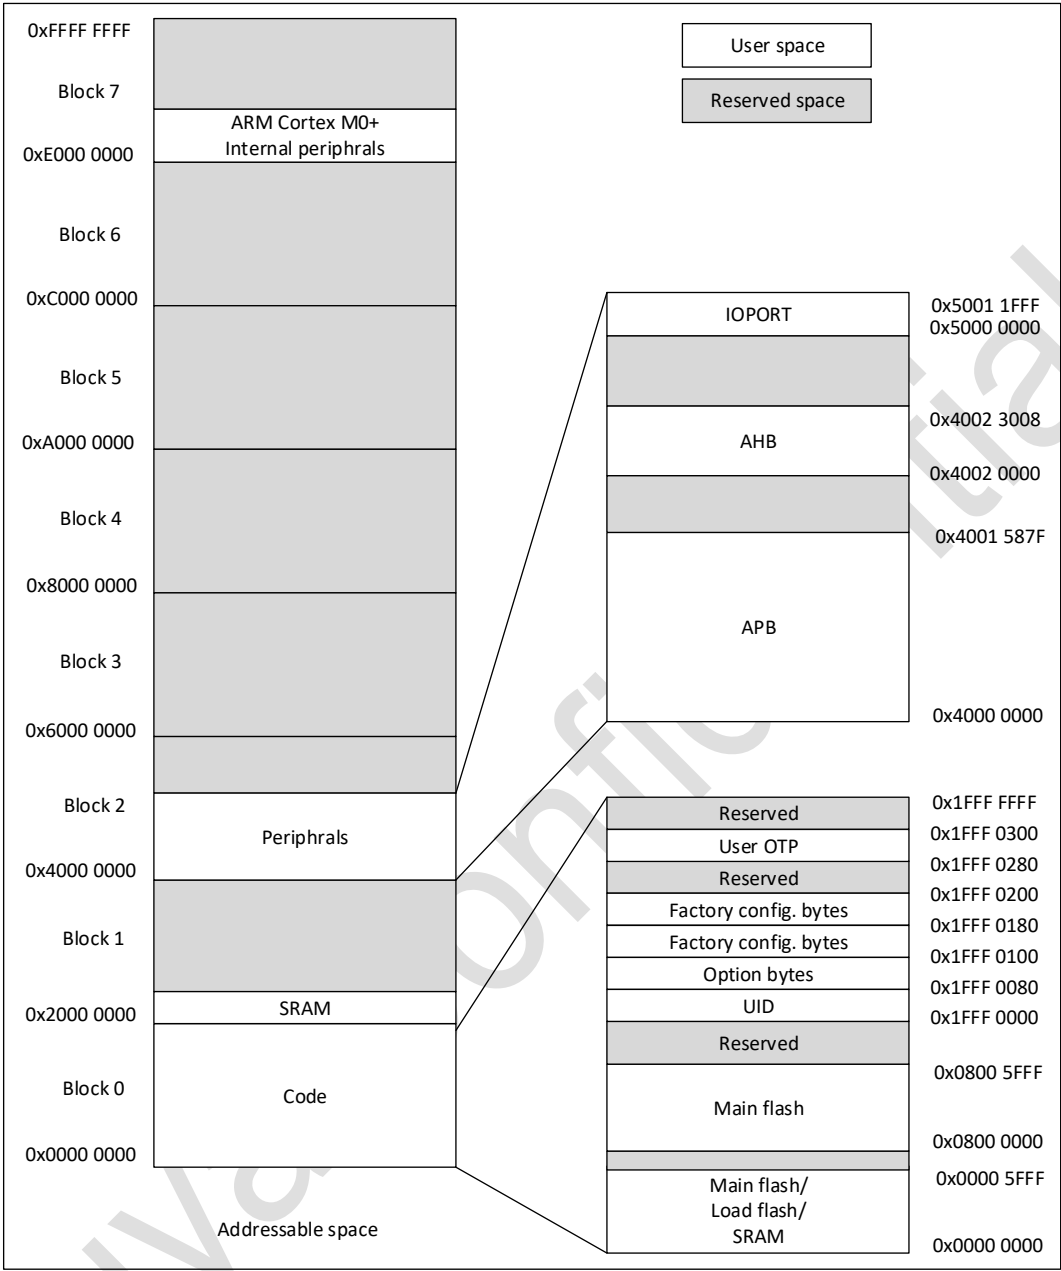 0xFFFF FFFF
Block 7
ARM Cortex M0+
Internal periphrals
0xE000 0000
Block 6
0xC000 0000
Block 5
0xA000 0000
Block 4
0x8000 0000
Block 3
0x6000 0000
Block 2
Periphrals
0x4000 0000
Block 1
SRAM
0x2000 0000
Block 0
Code
0x0000 0000
Addressable space
User space
Reserved space
IOPORT
0x5001 1FFF
0x5000 0000
AHB
0x4002 3008
0x4002 0000
0x4001 587F
APB
0x4000 0000
Reserved
0x1FFF FFFF
0x1FFF 0300
User OTP
0x1FFF 0280
Reserved
0x1FFF 0200
Factory config. bytes
0x1FFF 0180
Factory config. bytes
0x1FFF 0100
Option bytes
0x1FFF 0080
UID
0x1FFF 0000
Reserved
0x0800 5FFF
Main flash
0x0800 0000
0x0000 5FFF
Main flash/
Load flash/
SRAM
0x0000 0000